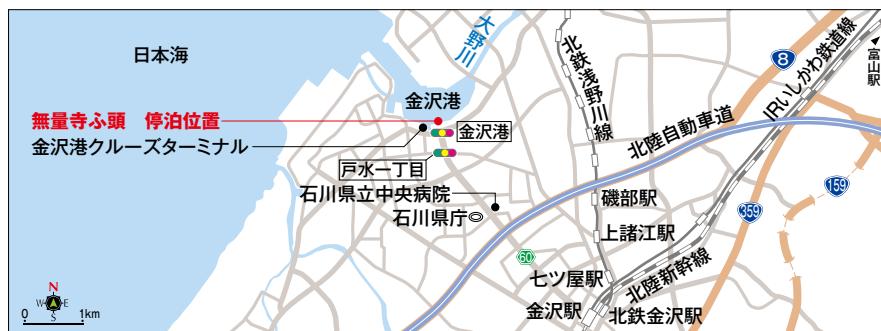 日本海
大野川
北鉄浅野川線
8
IRいしかわ鉄道線
富山駅
金沢港
無量寺ふ頭 停泊位置
金沢港
金沢港クルーズターミナル
北陸自動車道
戸水一丁目
石川県立中央病院
磯部駅
159
石川県庁
359
上諸江駅
60
七ツ屋駅
北陸新幹線
金沢駅
北鉄金沢駅
N
W E
S
0 1km